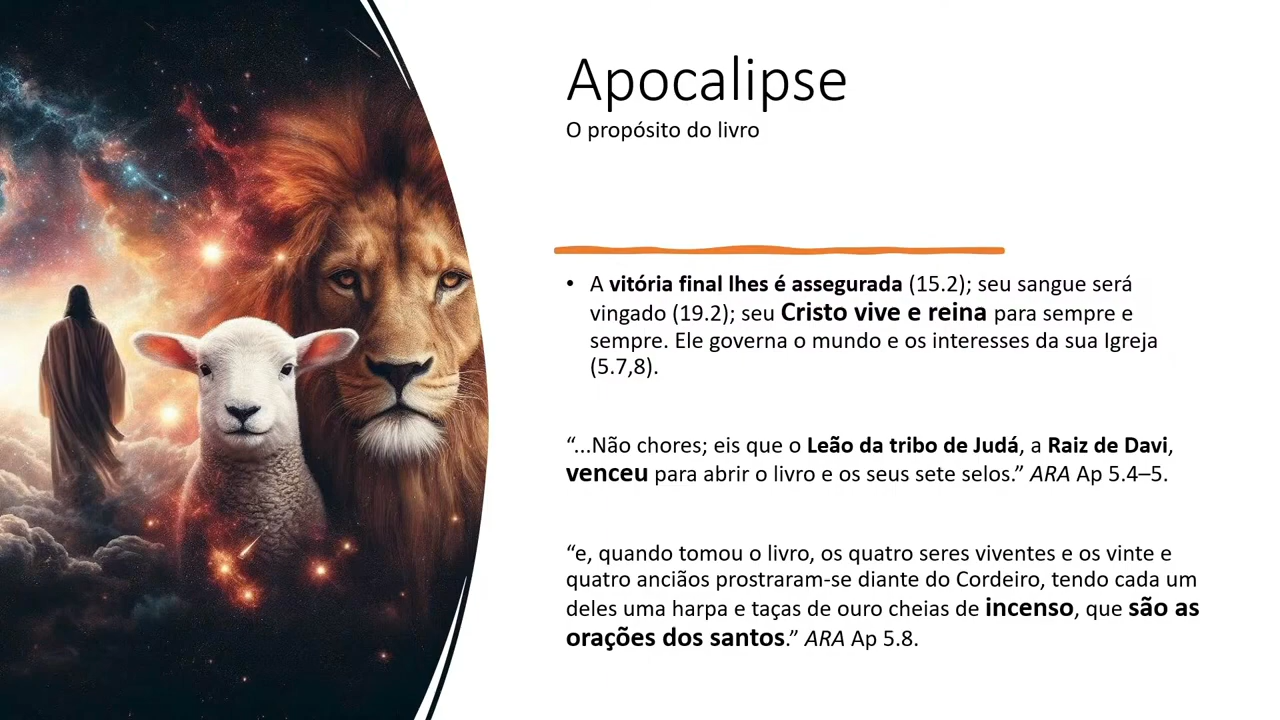 Apocalipse
O propósito do livro
• A vitória final lhes é assegurada (15.2); seu sangue será
vingado (19.2); seu Cristo vive e reina para sempre e
sempre. Ele governa o mundo e os interesses da sua Igreja
(5.7,8).
“...Não chores; eis que o Leão da tribo de Judá, a Raiz de Davi,
venceu para abrir o livro e os seus sete selos.” ARA Ap 5.4–5.
“e, quando tomou o livro, os quatro seres viventes e os vinte e
quatro anciãos prostraram-se diante do Cordeiro, tendo cada um
deles uma harpa e taças de ouro cheias de incenso, que são as
orações dos santos.” ARA Ap 5.8.